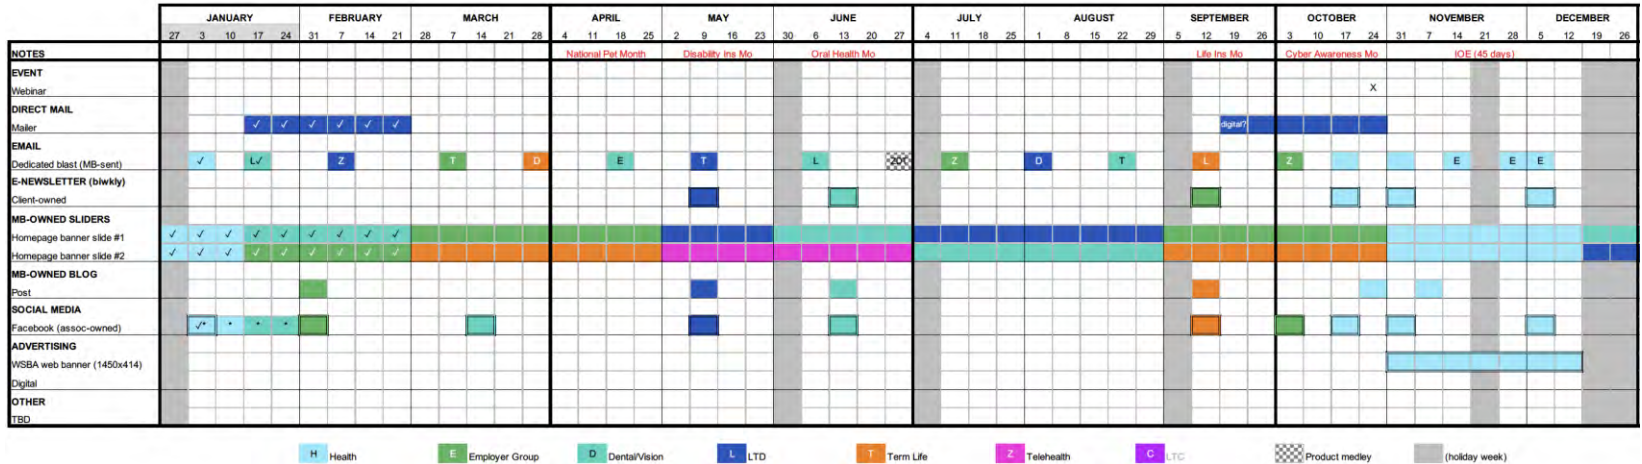 JANUARY FEBRUARY MARCH APRIL MAY JUNE JULY AUGUST SEPTEMBER OCTOBER NOVEMBER DECEMBER
27 3 10 17 24 31 7 14 21 28 7 14 21 4 11 18 25 2 9 16 23 30 6 13 20 27 4 11 18 25 1 8 15 22 29 5 12 19 26 3 10 17 24 31 7 14 21 28 5 12 19 26
NOTES National Pet Month Disability Ins Mo Oral Health Mo Life Ins Mo Cyber Awareness Mo IOE (45 days)
EVENT
Webinar X
DIRECT MAIL
Mailer ✓ ✓ ✓ ✓ ✓ ✓ digital?
EMAIL
Dedicated blast (MB-sent) ✓ L✓ Z T D E T L Z D T L Z E E E
E-NEWSLETTER (biwkly)
Client-owned
MB-OWNED SLIDERS
Homepage banner slide #1 ✓ ✓ ✓ ✓ ✓ ✓ ✓ ✓ ✓
Homepage banner slide #2 ✓ ✓ ✓ ✓ ✓ ✓ ✓ ✓ ✓
MB-OWNED BLOG
Post
SOCIAL MEDIA
Facebook (assoc-owned) ✓* * * *
ADVERTISING
WSBA web banner (1450x414)
Digital
OTHER
TBD
H Health E Employer Group D Dental/Vision L LTD T Term Life Z Telehealth C LTC Product medley (holiday week)